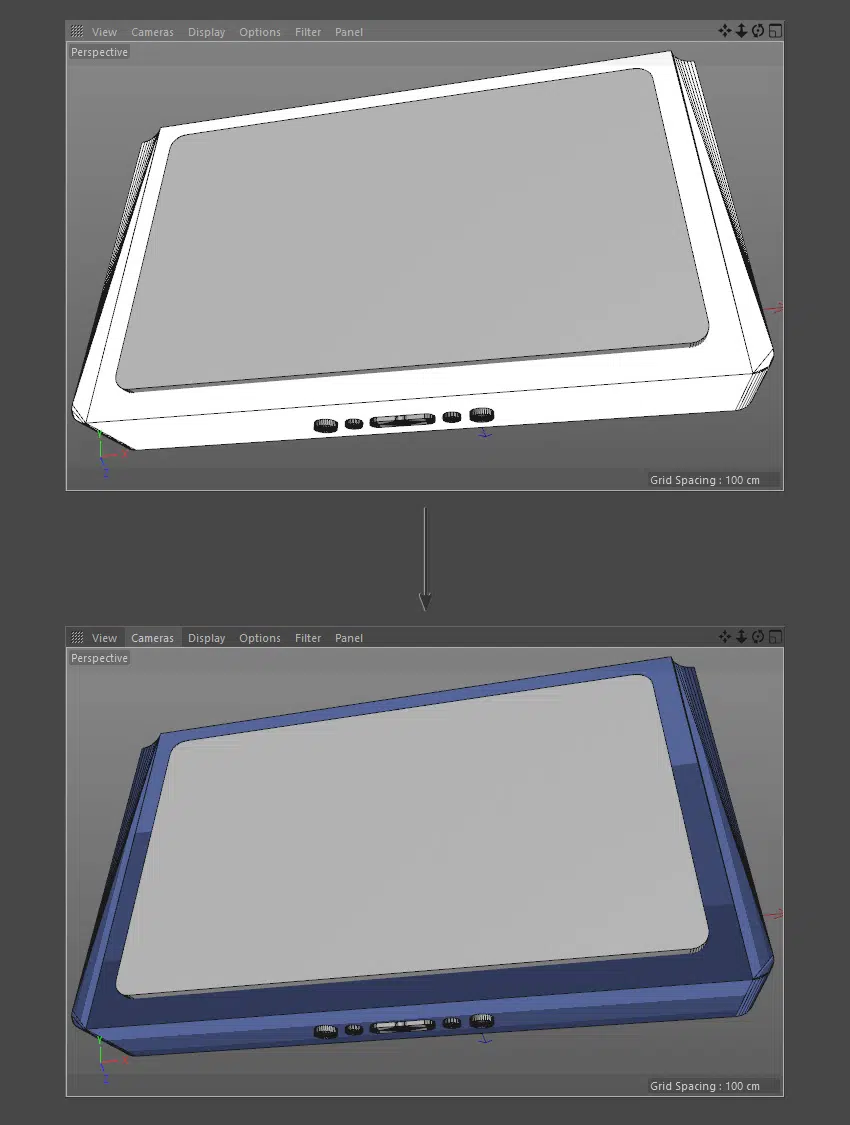 View Cameras Display Options Filter Panel
Perspective
Y
X
Z
Grid Spacing : 100 cm
View Cameras Display Options Filter Panel
Perspective
Y
X
Z
Grid Spacing : 100 cm